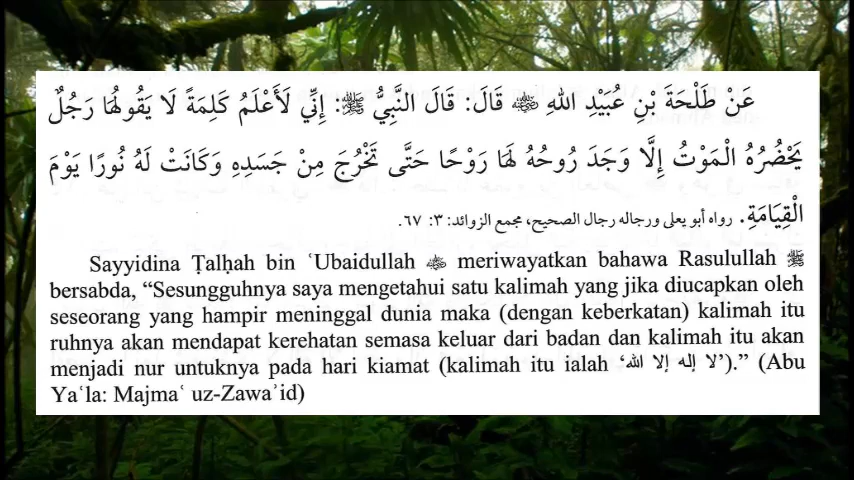 عَنْ طَلْحَةَ بْنِ عُبَيْدِ اللهِ ﷺ قَالَ: قَالَ النَّبِيُّ ﷺ: إِنِّي لَأَعْلَمُ كَلِمَةً لَا يَقُولُهَا رَجُلٌ
يَحْضُرُهُ الْمَوْتُ إِلَّا وَجَدَ رُوحُهُ لَهَا رَوْحًا حَتَّى تَخْرُجَ مِنْ جَسَدِهِ وَكَانَتْ لَهُ نُورًا يَوْمَ
الْقِيَامَةِ. رواه أبو يعلى ورجاله رجال الصحيح، مجمع الزوائد: ٣: ٦٧.
Sayyidina Ṭalḥah bin ʿUbaidullah meriwayatkan bahawa Rasulullah ﷺ
bersabda, “Sesungguhnya saya mengetahui satu kalimah yang jika diucapkan oleh
seseorang yang hampir meninggal dunia maka (dengan keberkatan) kalimah itu
ruhnya akan mendapat kerehatan semasa keluar dari badan dan kalimah itu akan
menjadi nur untuknya pada hari kiamat (kalimah itu ialah ‘لا إله إلا الله’).” (Abu
Yaʿla: Majmaʿ uz-Zawaʾid)